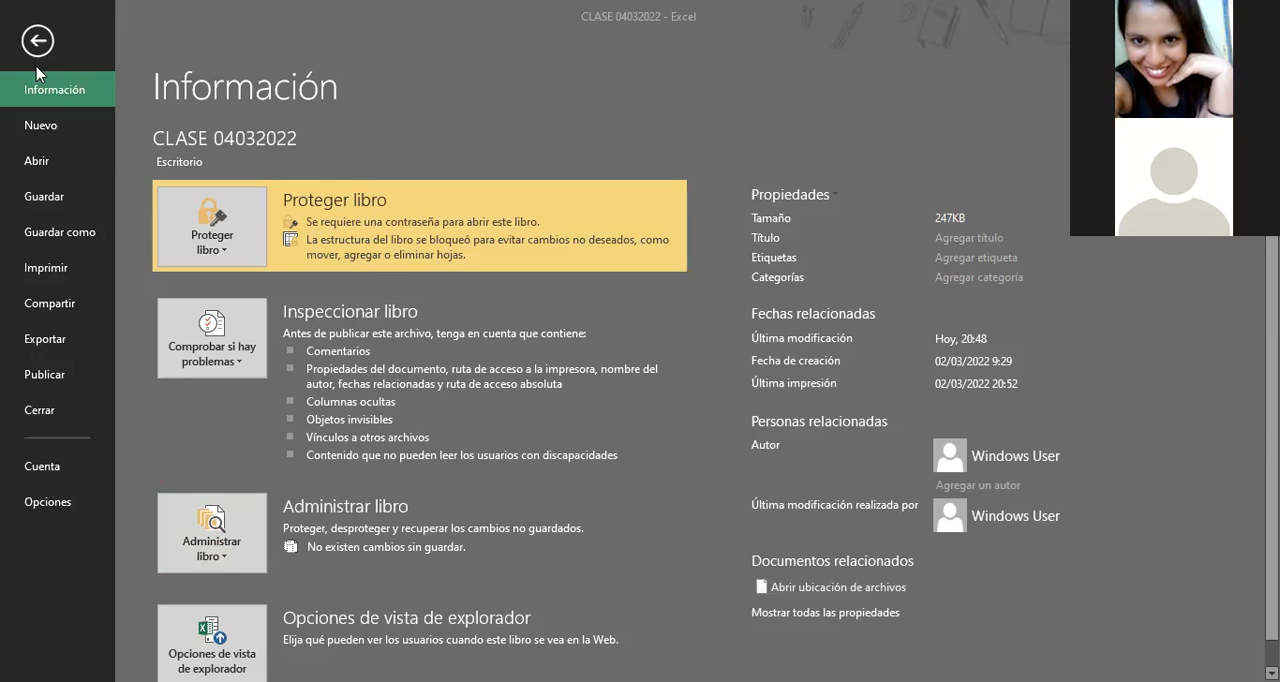 CLASE 04032022 - Excel
Información
Nuevo
Abrir
Guardar
Guardar como
Imprimir
Compartir
Exportar
Publicar
Cerrar
Cuenta
Opciones
Información
CLASE 04032022
Escritorio
Proteger
libro
Proteger libro
Se requiere una contraseña para abrir este libro.
La estructura del libro se bloqueó para evitar cambios no deseados, como
mover, agregar o eliminar hojas.
Comprobar si hay
problemas
Inspeccionar libro
Antes de publicar este archivo, tenga en cuenta que contiene:
Comentarios
Propiedades del documento, ruta de acceso a la impresora, nombre del
autor, fechas relacionadas y ruta de acceso absoluta
Columnas ocultas
Objetos invisibles
Vínculos a otros archivos
Contenido que no pueden leer los usuarios con discapacidades
Administrar
libro
Administrar libro
Proteger, desproteger y recuperar los cambios no guardados.
No existen cambios sin guardar.
Opciones de vista
de explorador
Opciones de vista de explorador
Elija qué pueden ver los usuarios cuando este libro se vea en la Web.
Propiedades
Tamaño 247KB
Título Agregar título
Etiquetas Agregar etiqueta
Categorías Agregar categoría
Fechas relacionadas
Última modificación Hoy, 20:48
Fecha de creación 02/03/2022 9:29
Última impresión 02/03/2022 20:52
Personas relacionadas
Autor Windows User
Agregar un autor
Última modificación realizada por Windows User
Documentos relacionados
Abrir ubicación de archivos
Mostrar todas las propiedades